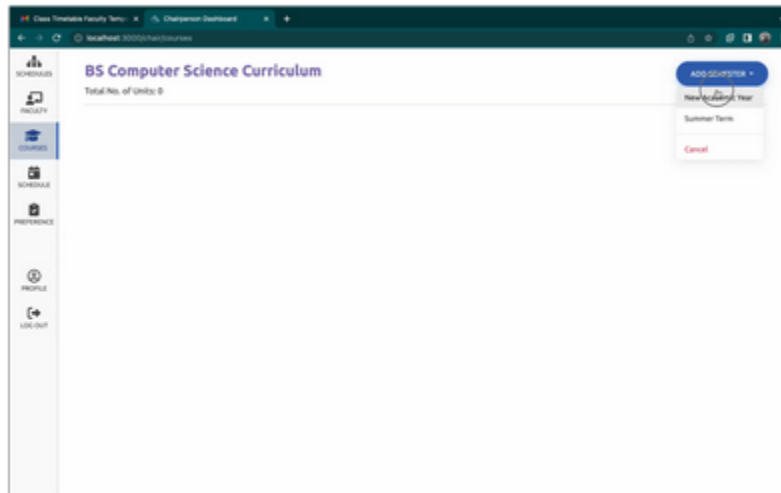 Class Timetable Faculty Temp
Chairperson Dashboard
localhost:3000/chair/courses
SCHEDULES
FACULTY
COURSES
SCHEDULE
PREFERENCE
PROFILE
LOG OUT
BS Computer Science Curriculum
Total No. of Units: 0
ADD SEMESTER
New Academic Year
Summer Term
Cancel